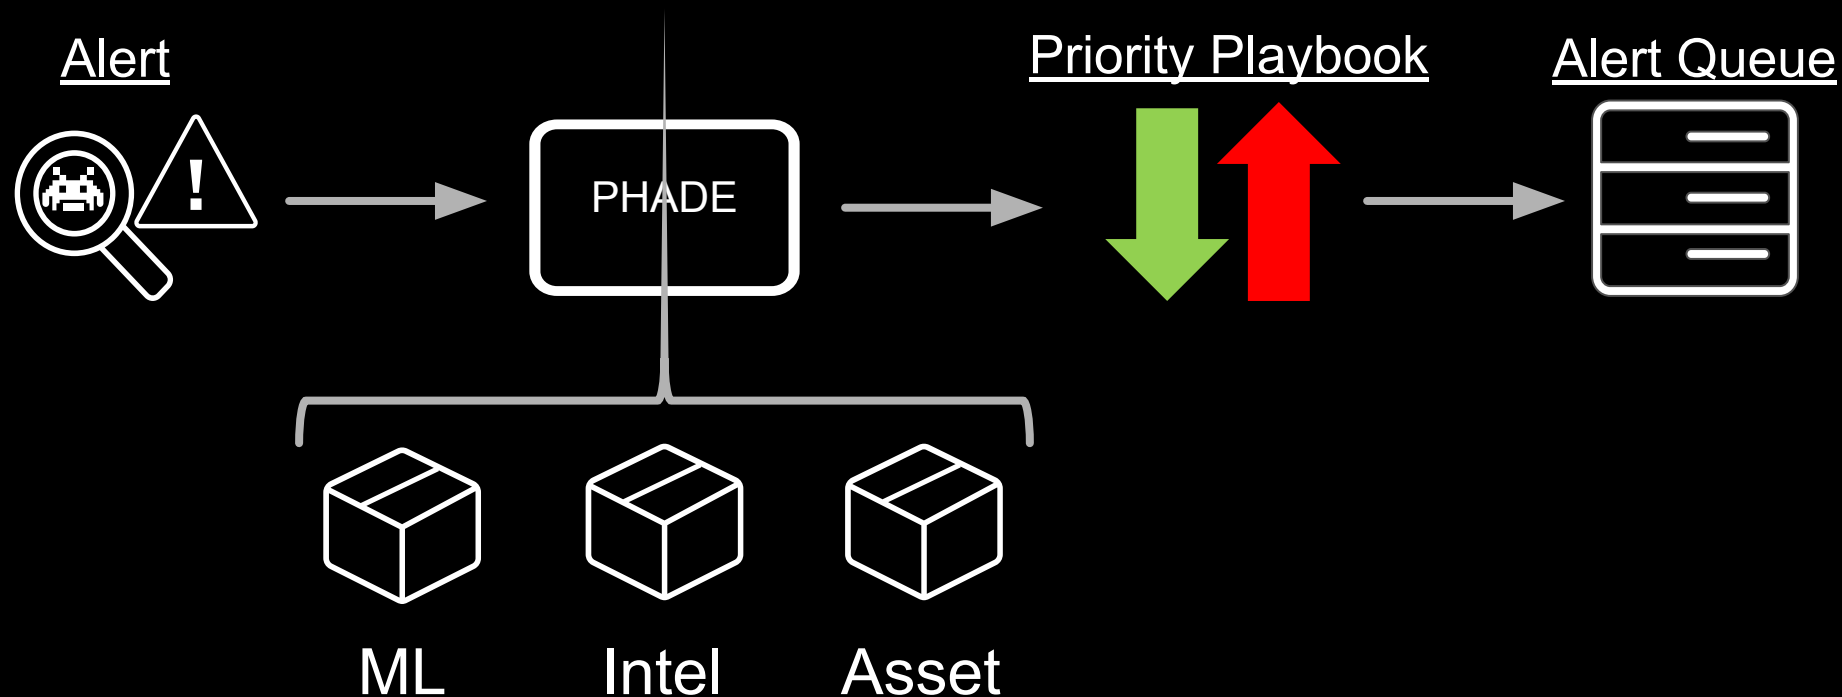 Alert
Priority Playbook
Alert Queue
!
PHADE
ML
Intel
Asset